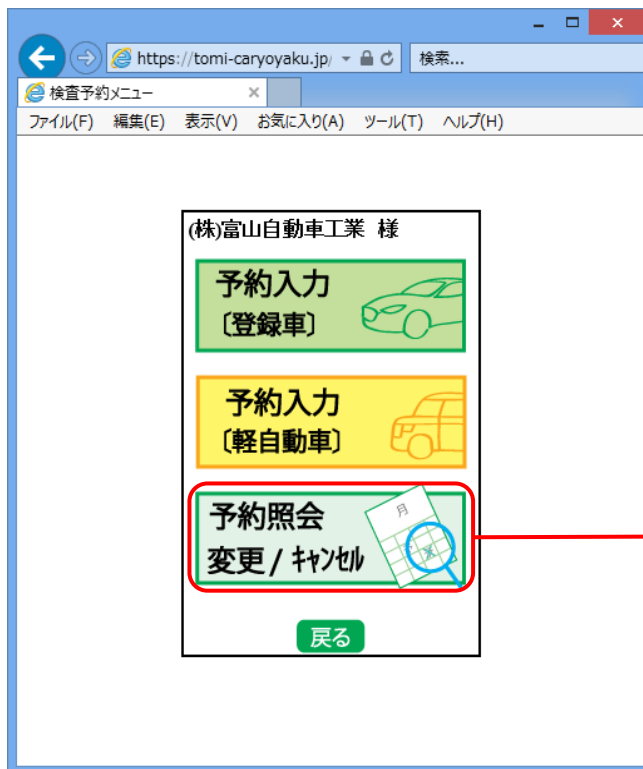 https://tomi-caryoyaku.jp/
検索...
検査予約メニュー
ファイル(F) 編集(E) 表示(V) お気に入り(A) ツール(T) ヘルプ(H)
(株)富山自動車工業 様
予約入力
〔登録車〕
予約入力
〔軽自動車〕
予約照会
変更 / ｷｬﾝｾﾙ
月
戻る